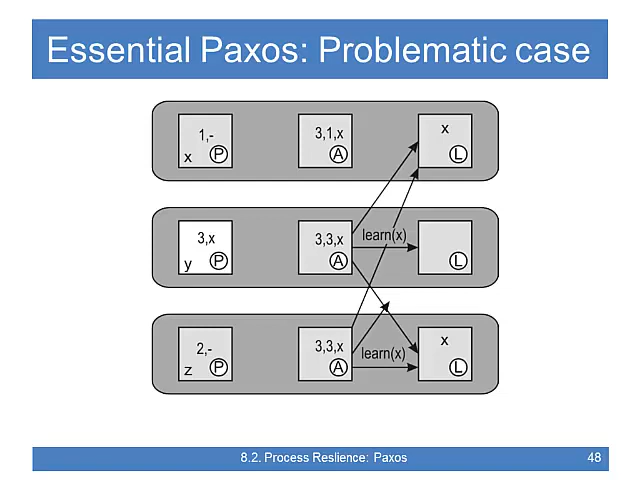 Essential Paxos: Problematic case
1,-
x P
3,1,x
A
x
L
3,x
y P
3,3,x
A
learn(x)
L
2,-
z P
3,3,x
A
learn(x)
x
L
8.2. Process Reslience: Paxos 48